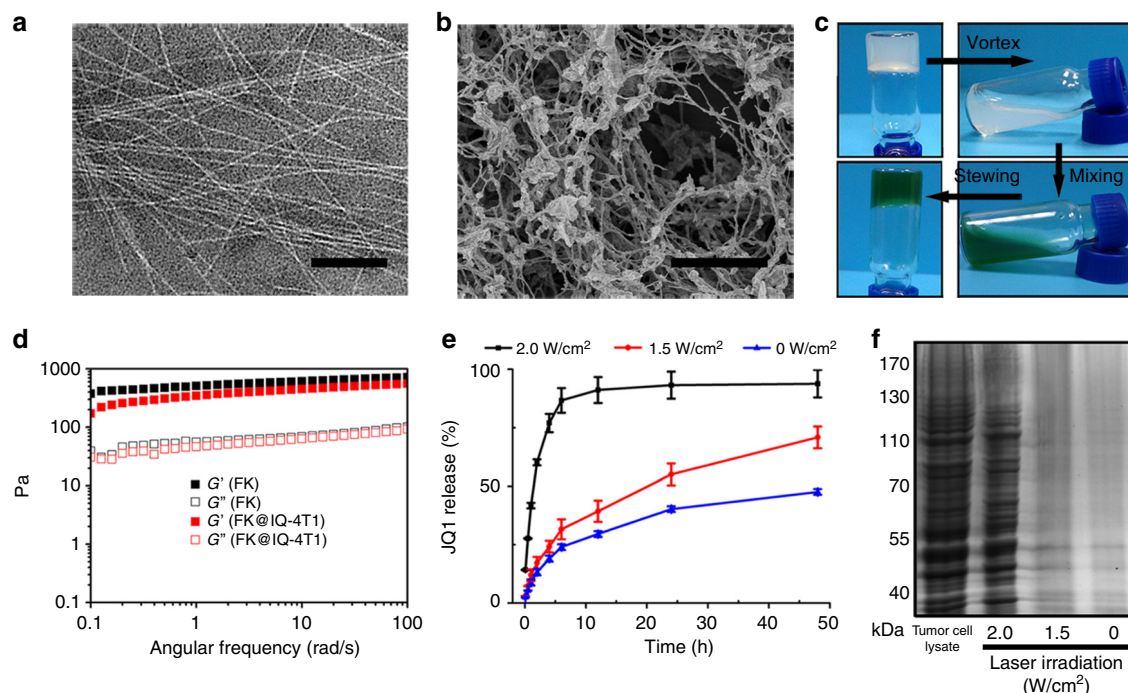 a
b
c
Vortex
Stewing
Mixing
d
1000
100
10
1
0.1
Pa
G' (FK)
G" (FK)
G' (FK@IQ-4T1)
G" (FK@IQ-4T1)
0.1 1 10 100
Angular frequency (rad/s)
e
2.0 W/cm² 1.5 W/cm² 0 W/cm²
100
50
0
JQ1 release (%)
0 10 20 30 40 50
Time (h)
f
170
130
110
70
55
40
kDa
Tumor cell
lysate
2.0 1.5 0
Laser irradiation
(W/cm²)